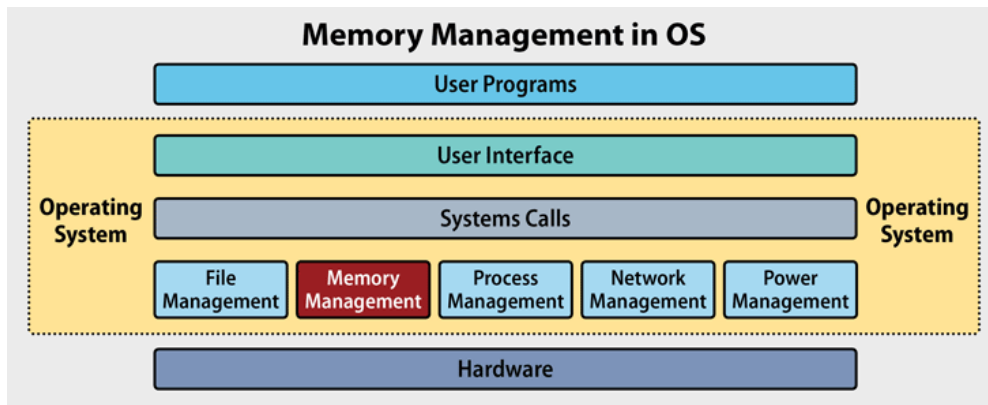 Memory Management in OS
User Programs
User Interface
Operating
System
Systems Calls
Operating
System
File
Management
Memory
Management
Process
Management
Network
Management
Power
Management
Hardware